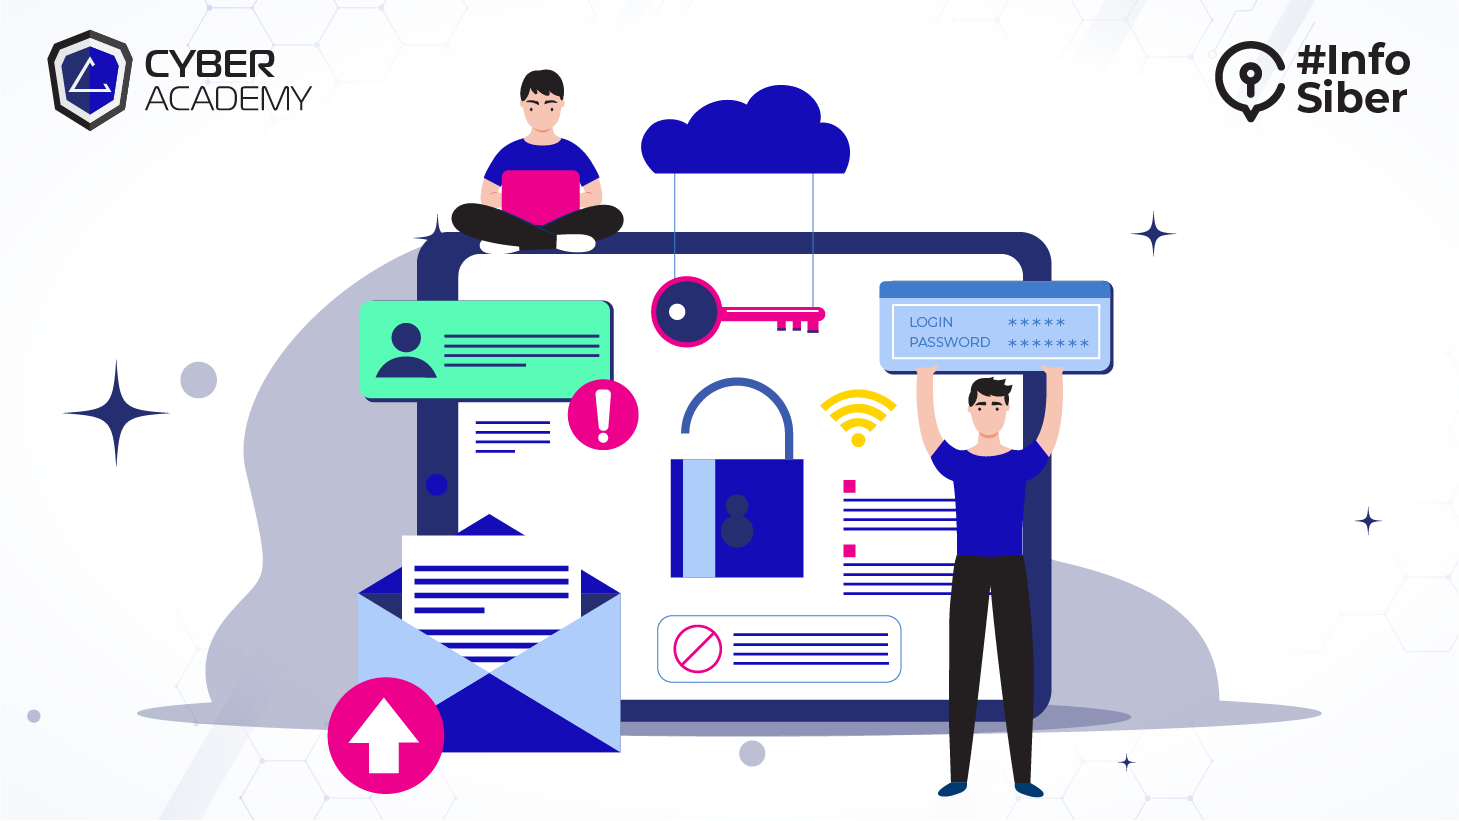 CYBER
ACADEMY
#Info
Siber
LOGIN *****
PASSWORD *******